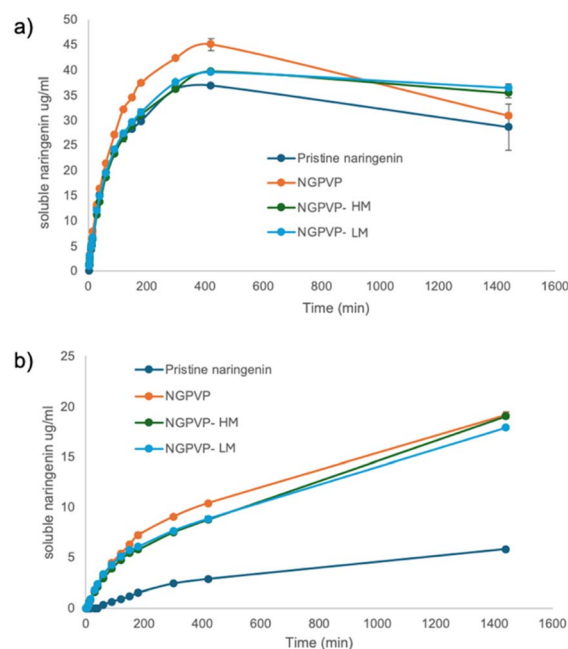 a)
50
45
40
35
30
25
20
15
10
5
0
soluble naringenin ug/ml
Pristine naringenin
NGPVP
NGPVP- HM
NGPVP- LM
0 200 400 600 800 1000 1200 1400 1600
Time (min)
b)
25
20
15
10
5
0
soluble naringenin ug/ml
Pristine naringenin
NGPVP
NGPVP- HM
NGPVP- LM
0 200 400 600 800 1000 1200 1400 1600
Time (min)